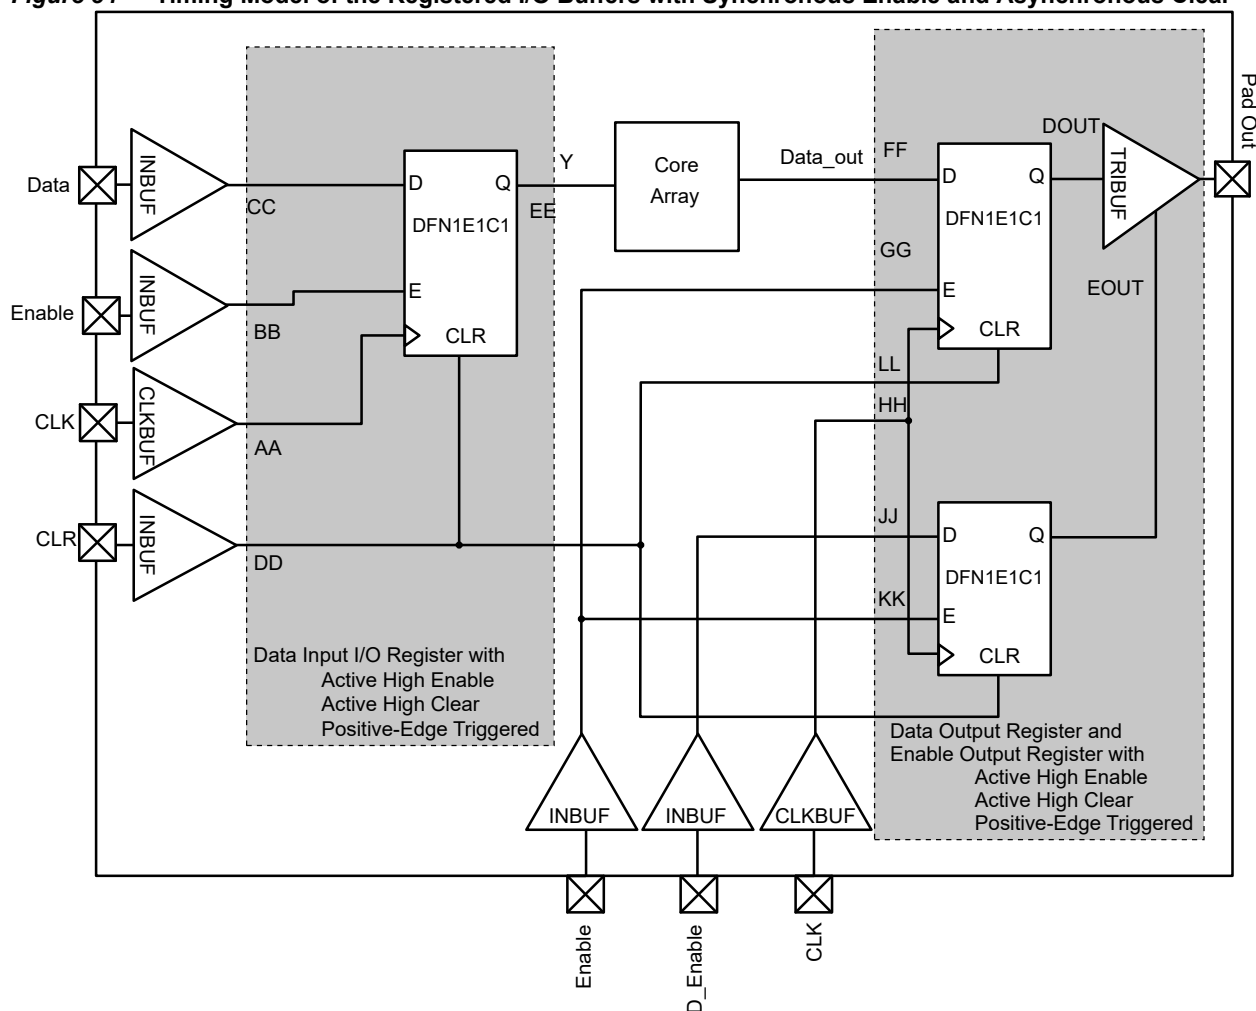 Figure 31 Timing Model of the Registered I/O Buffers with Synchronous Enable and Asynchronous Clear
Pad Out
Data
INBUF
CC
D
Q
DFN1E1C1
E
CLR
Y
EE
Core
Array
Data_out
FF
D
Q
DFN1E1C1
E
CLR
DOUT
TRIBUF
GG
EOUT
Enable
INBUF
BB
CLK
CLKBUF
AA
LL
HH
CLR
INBUF
DD
JJ
D
Q
DFN1E1C1
KK
E
CLR
Data Input I/O Register with
Active High Enable
Active High Clear
Positive-Edge Triggered
Data Output Register and
Enable Output Register with
Active High Enable
Active High Clear
Positive-Edge Triggered
INBUF
INBUF
CLKBUF
Enable
D_Enable
CLK